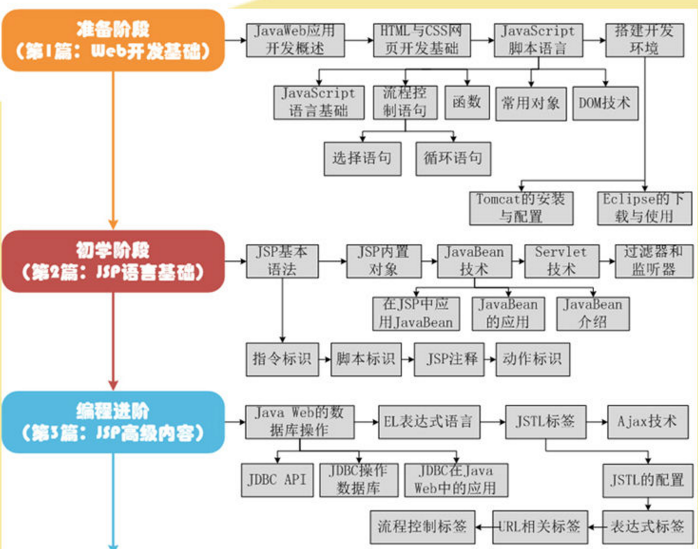 准备阶段
（第1篇：Web开发基础）
JavaWeb应用
开发概述
HTML与CSS网
页开发基础
JavaScript
脚本语言
搭建开发
环境
JavaScript
语言基础
流程控
制语句
函数
常用对象
DOM技术
选择语句
循环语句
Tomcat的安装
与配置
Eclipse的下
载与使用
初学阶段
（第2篇：JSP语言基础）
JSP基本
语法
JSP内置
对象
JavaBean
技术
Servlet
技术
过滤器和
监听器
在JSP中应
用JavaBean
JavaBean
的应用
JavaBean
介绍
指令标识
脚本标识
JSP注释
动作标识
编程进阶
（第3篇：JSP高级内容）
Java Web的数
据库操作
EL表达式语言
JSTL标签
Ajax技术
JDBC API
JDBC操作
数据库
JDBC在Java
Web中的应用
JSTL的配置
流程控制标签
URL相关标签
表达式标签